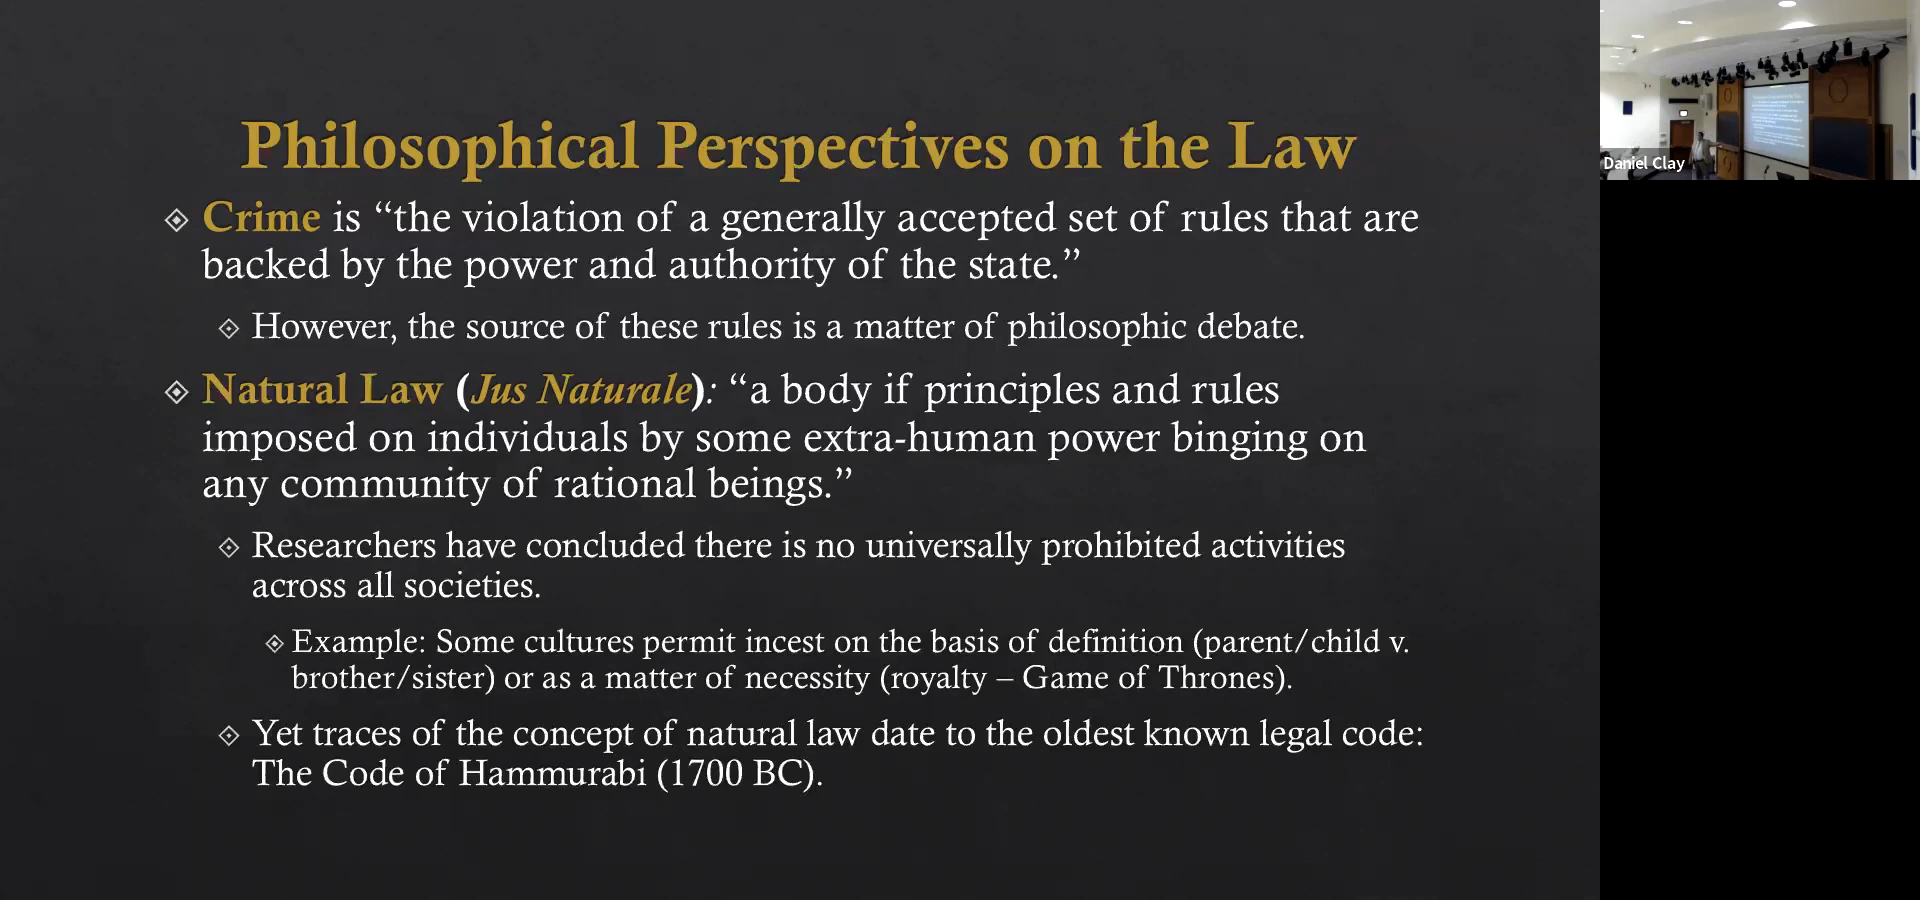 Philosophical Perspectives on the Law
Crime is “the violation of a generally accepted set of rules that are
backed by the power and authority of the state.”
However, the source of these rules is a matter of philosophic debate.
Natural Law (Jus Naturale): “a body if principles and rules
imposed on individuals by some extra-human power binging on
any community of rational beings.”
Researchers have concluded there is no universally prohibited activities
across all societies.
Example: Some cultures permit incest on the basis of definition (parent/child v.
brother/sister) or as a matter of necessity (royalty – Game of Thrones).
Yet traces of the concept of natural law date to the oldest known legal code:
The Code of Hammurabi (1700 BC).
Daniel Clay